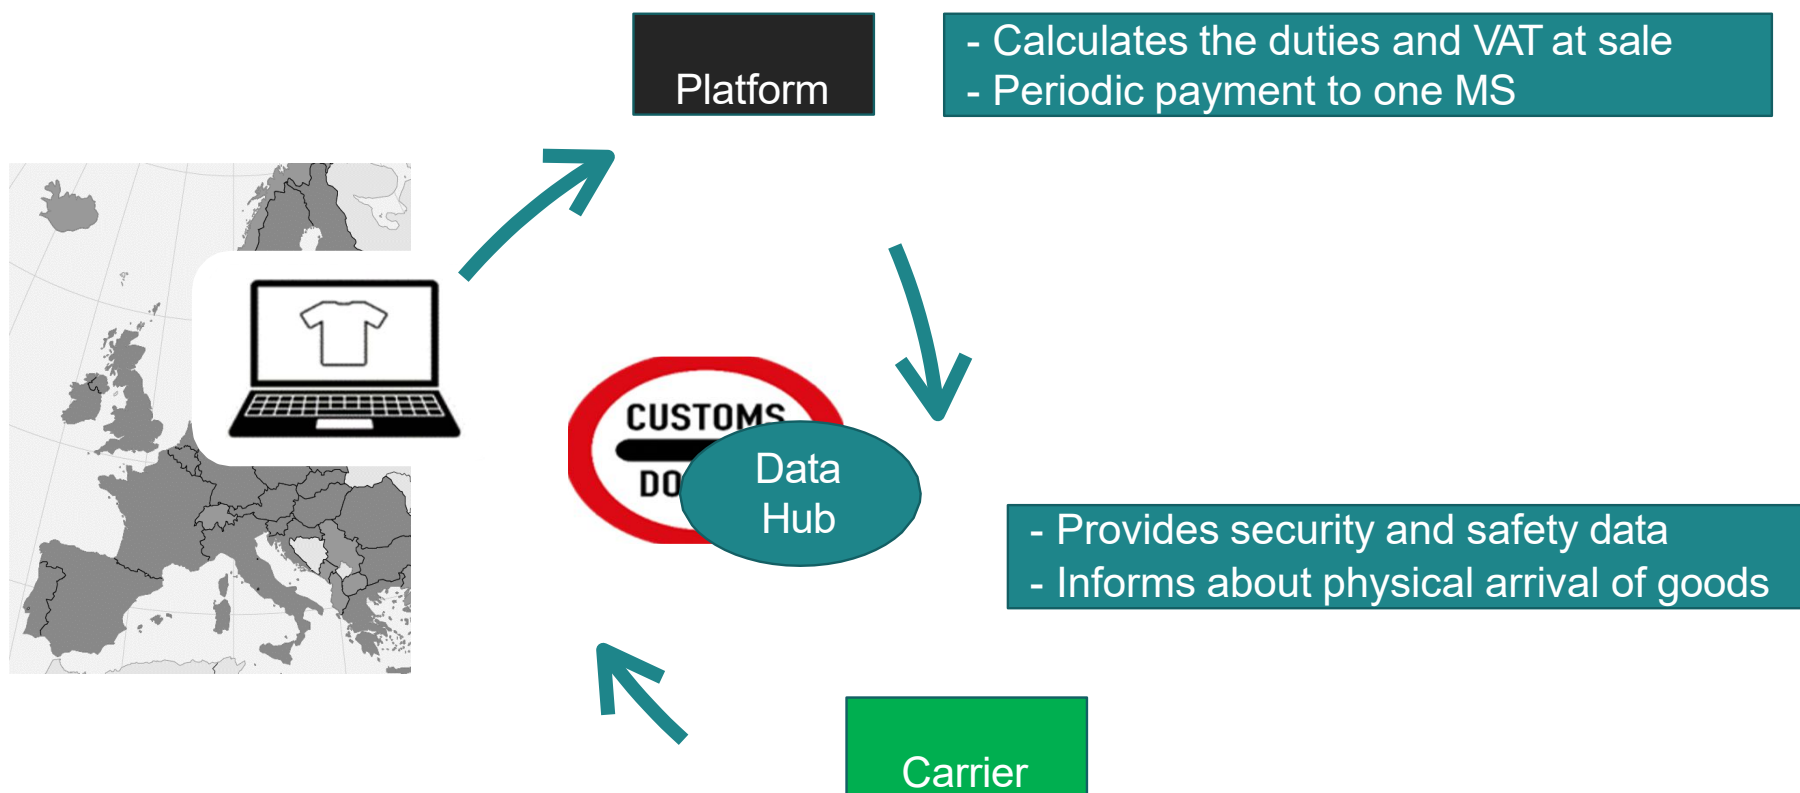 Platform
- Calculates the duties and VAT at sale
- Periodic payment to one MS
CUSTOMS
DO
Data
Hub
- Provides security and safety data
- Informs about physical arrival of goods
Carrier